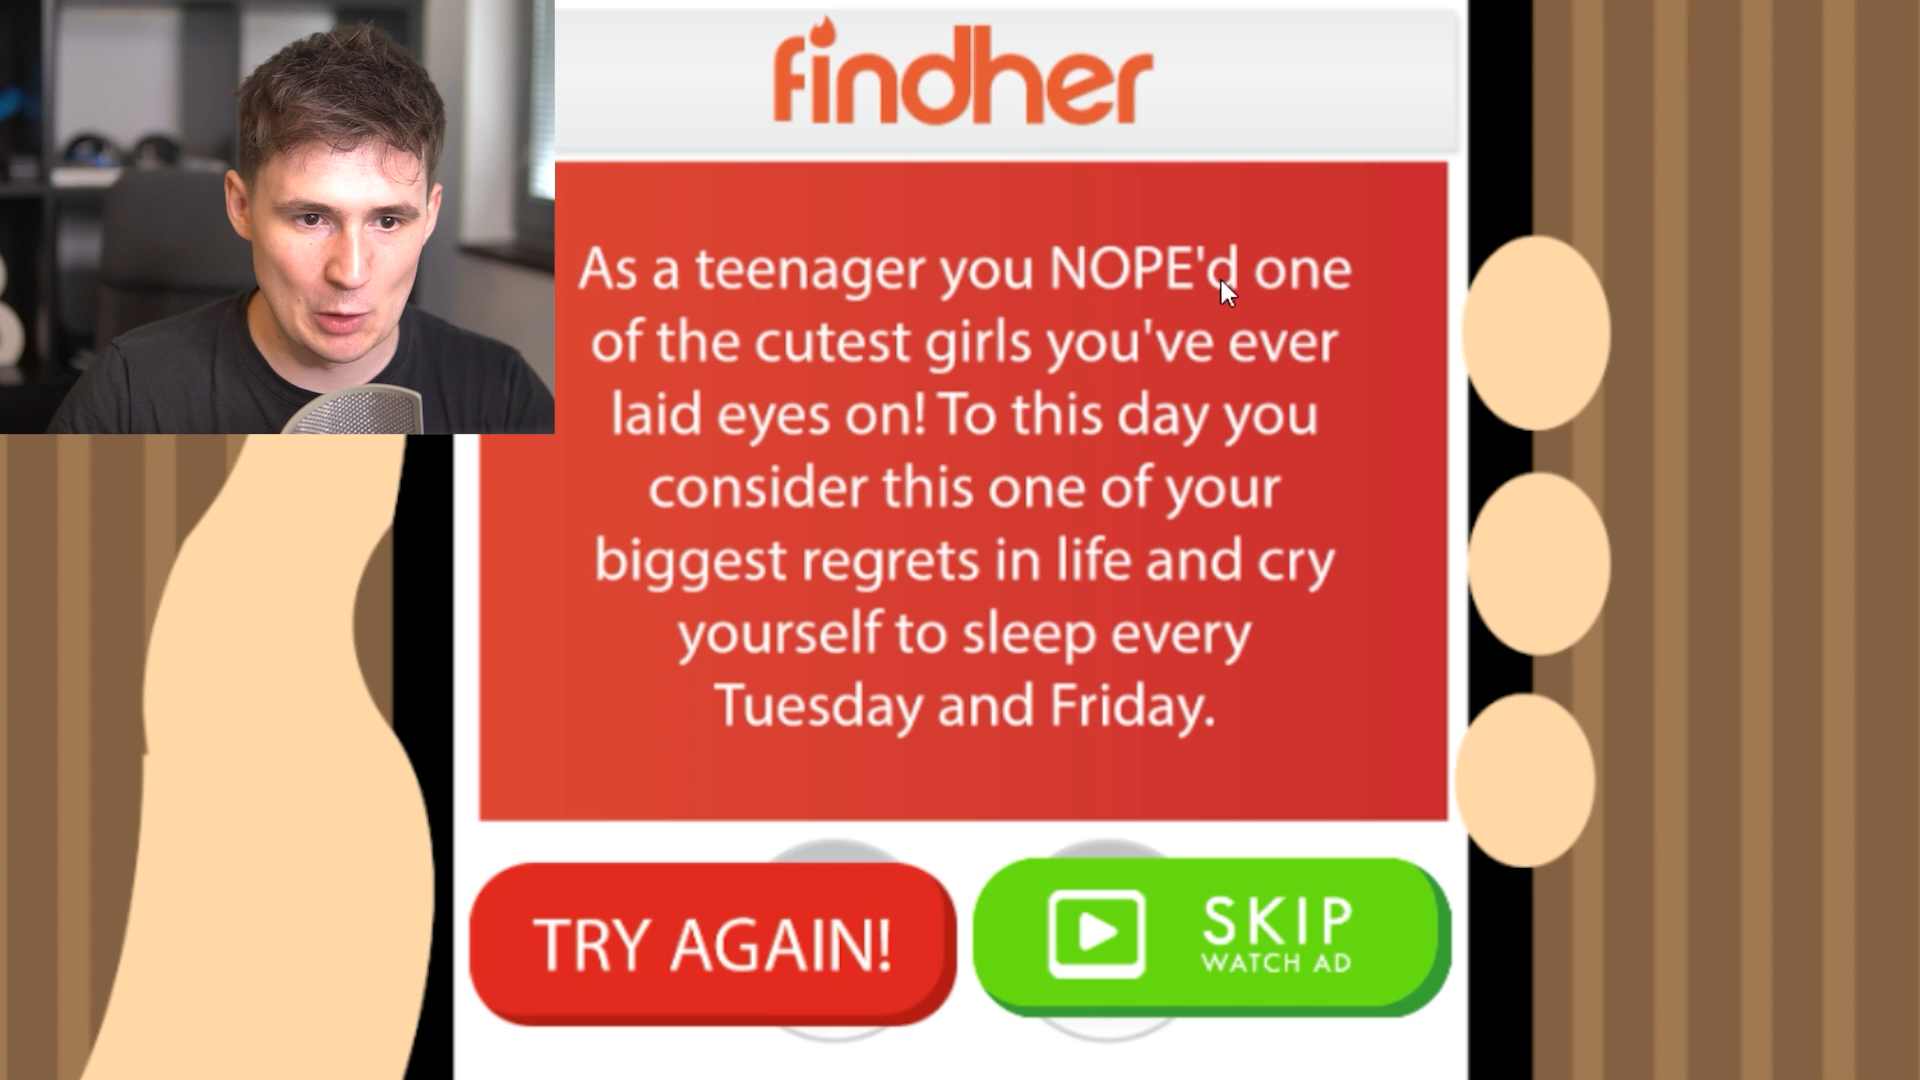 findher
As a teenager you NOPE'd one
of the cutest girls you've ever
laid eyes on! To this day you
consider this one of your
biggest regrets in life and cry
yourself to sleep every
Tuesday and Friday.
TRY AGAIN!
SKIP
WATCH AD